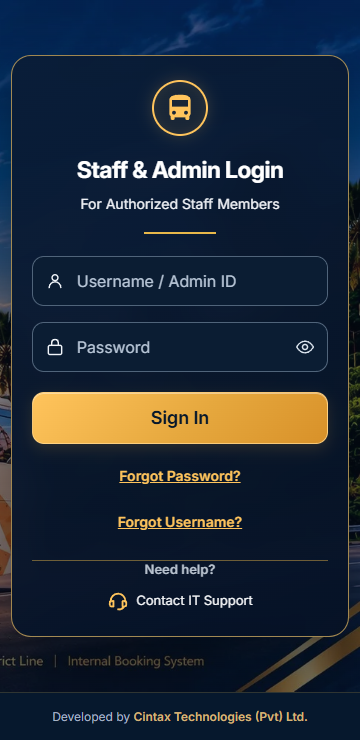 Staff & Admin Login
For Authorized Staff Members
Username / Admin ID
Password
Sign In
Forgot Password?
Forgot Username?
Need help?
Contact IT Support
Line | Internal Booking System
Developed by Cintax Technologies (Pvt) Ltd.